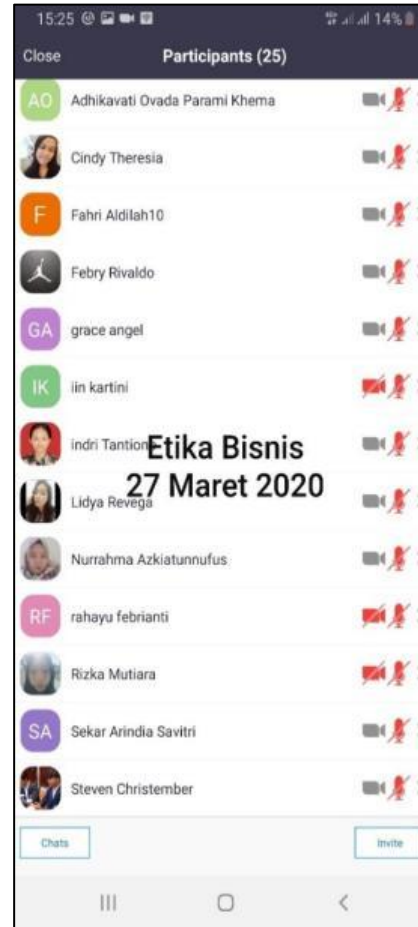 15:25 14%
Close Participants (25)
AO Adhikavati Ovada Parami Khema
Cindy Theresia
F Fahri Aldilah10
Febry Rivaldo
GA grace angel
IK iin kartini
indri Tantiono
Etika Bisnis
27 Maret 2020
Lidya Revega
Nurrahma Azkiatunnufus
RF rahayu febrianti
Rizka Mutiara
SA Sekar Arindia Savitri
Steven Christember
Chats Invite